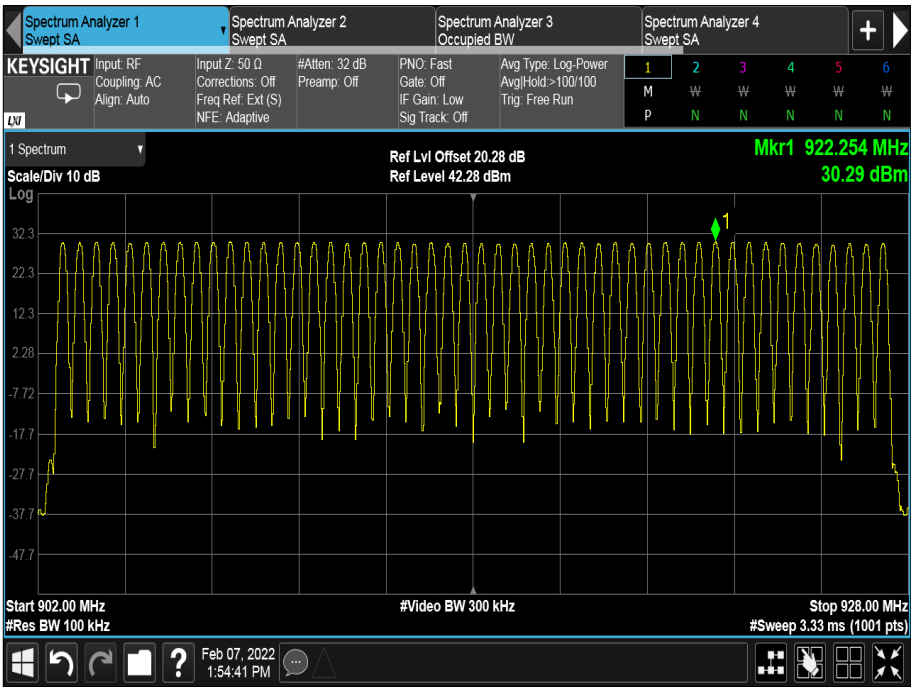 Spectrum Analyzer 1
Swept SA
Spectrum Analyzer 2
Swept SA
Spectrum Analyzer 3
Occupied BW
Spectrum Analyzer 4
Swept SA
+
KEYSIGHT
LXI
Input: RF
Coupling: AC
Align: Auto
Input Z: 50 Ω
Corrections: Off
Freq Ref: Ext (S)
NFE: Adaptive
#Atten: 32 dB
Preamp: Off
PNO: Fast
Gate: Off
IF Gain: Low
Sig Track: Off
Avg Type: Log-Power
Avg|Hold:>100/100
Trig: Free Run
1 2 3 4 5 6
M W W W W W
P N N N N N
1 Spectrum
Scale/Div 10 dB
Log
Ref Lvl Offset 20.28 dB
Ref Level 42.28 dBm
Mkr1 922.254 MHz
30.29 dBm
1
32.3
22.3
12.3
2.28
-7.72
-17.7
-27.7
-37.7
-47.7
Start 902.00 MHz
#Res BW 100 kHz
#Video BW 300 kHz
Stop 928.00 MHz
#Sweep 3.33 ms (1001 pts)
?
Feb 07, 2022
1:54:41 PM